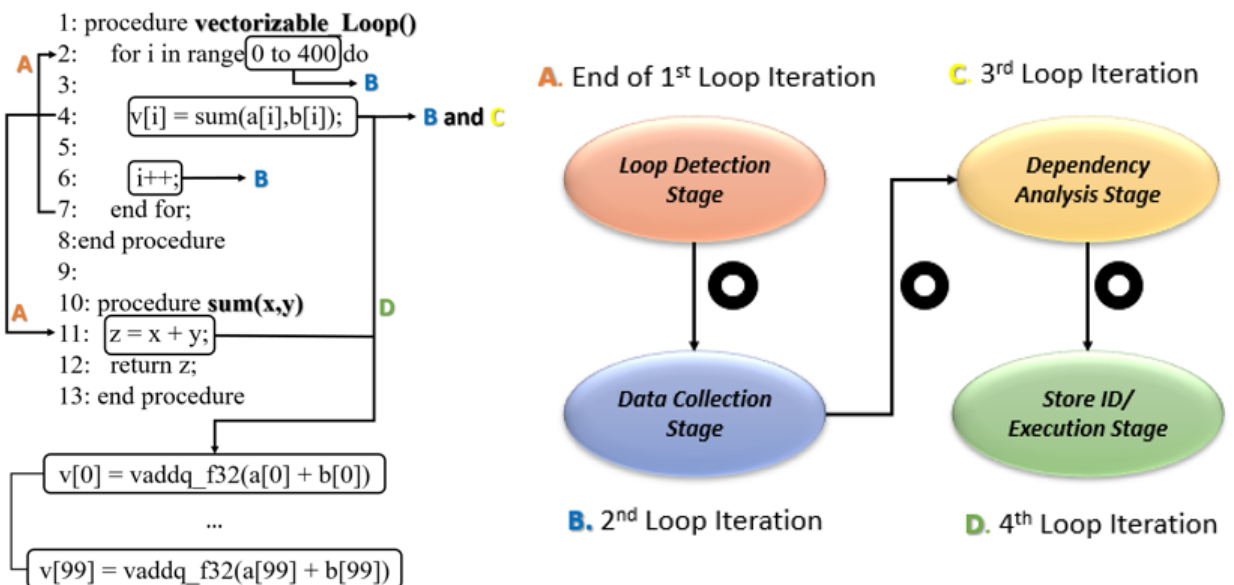 1: procedure vectorizable_Loop()
A
2: for i in range 0 to 400 do
3:
B
4: v[i] = sum(a[i],b[i]);
B and C
5:
6: i++;
B
7: end for;
8:end procedure
9:
10: procedure sum(x,y)
A
D
11: z = x + y;
12: return z;
13: end procedure
v[0] = vaddq_f32(a[0] + b[0])
...
v[99] = vaddq_f32(a[99] + b[99])
A. End of 1st Loop Iteration
Loop Detection
Stage
Data Collection
Stage
B. 2nd Loop Iteration
C. 3rd Loop Iteration
Dependency
Analysis Stage
Store ID/
Execution Stage
D. 4th Loop Iteration